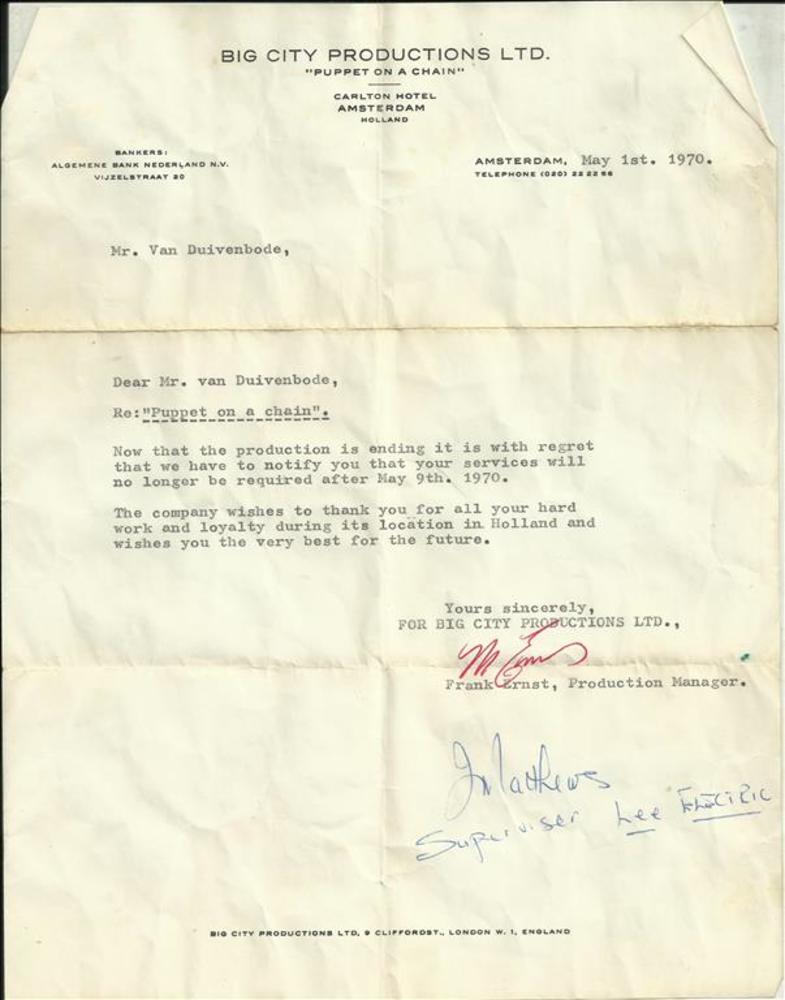 BIG CITY PRODUCTIONS LTD.
"PUPPET ON A CHAIN"
CARLTON HOTEL
AMSTERDAM
HOLLAND
BANKERS:
ALGEMENE BANK NEDERLAND N.V.
VIJZELSTRAAT 20
AMSTERDAM, May 1st. 1970.
TELEPHONE (020) 22 22 66
Mr. Van Duivenbode,
Dear Mr. van Duivenbode,
Re: "Puppet on a chain".
Now that the production is ending it is with regret
that we have to notify you that your services will
no longer be required after May 9th. 1970.
The company wishes to thank you for all your hard
work and loyalty during its location in Holland and
wishes you the very best for the future.
Yours sincerely,
FOR BIG CITY PRODUCTIONS LTD.,
Frank Ernst, Production Manager.
Matthews
Superviser Lee Electric
BIG CITY PRODUCTIONS LTD, 9 CLIFFORDST., LONDON W. 1, ENGLAND